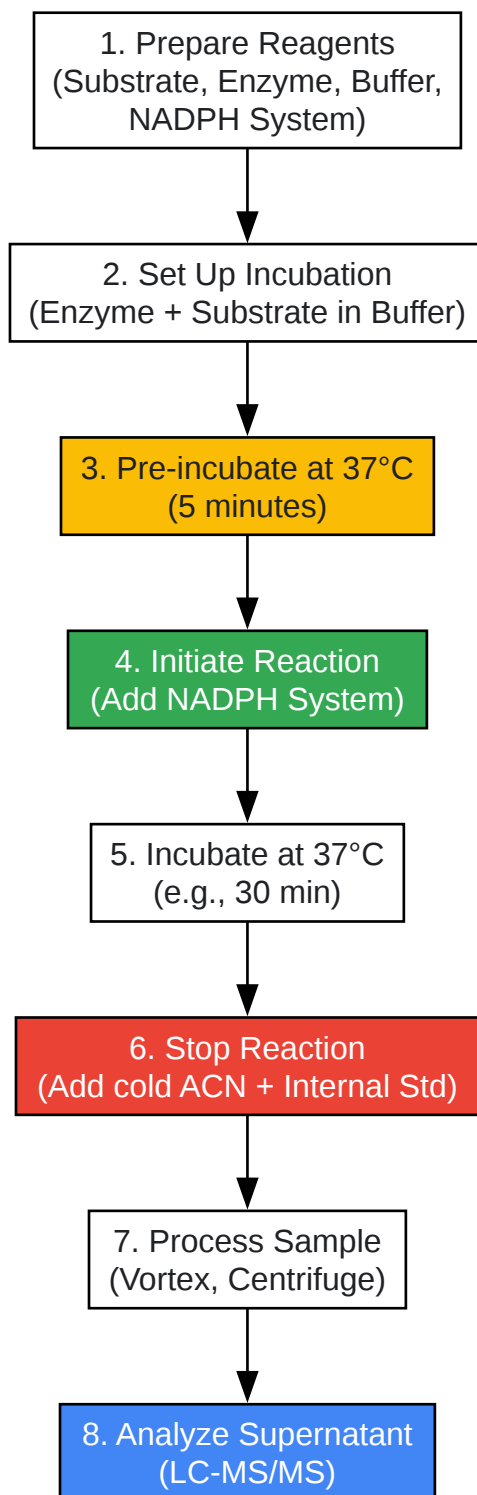 1. Prepare Reagents
(Substrate, Enzyme, Buffer,
NADPH System)
2. Set Up Incubation
(Enzyme + Substrate in Buffer)
3. Pre-incubate at 37°C
(5 minutes)
4. Initiate Reaction
(Add NADPH System)
5. Incubate at 37°C
(e.g., 30 min)
6. Stop Reaction
(Add cold ACN + Internal Std)
7. Process Sample
(Vortex, Centrifuge)
8. Analyze Supernatant
(LC-MS/MS)